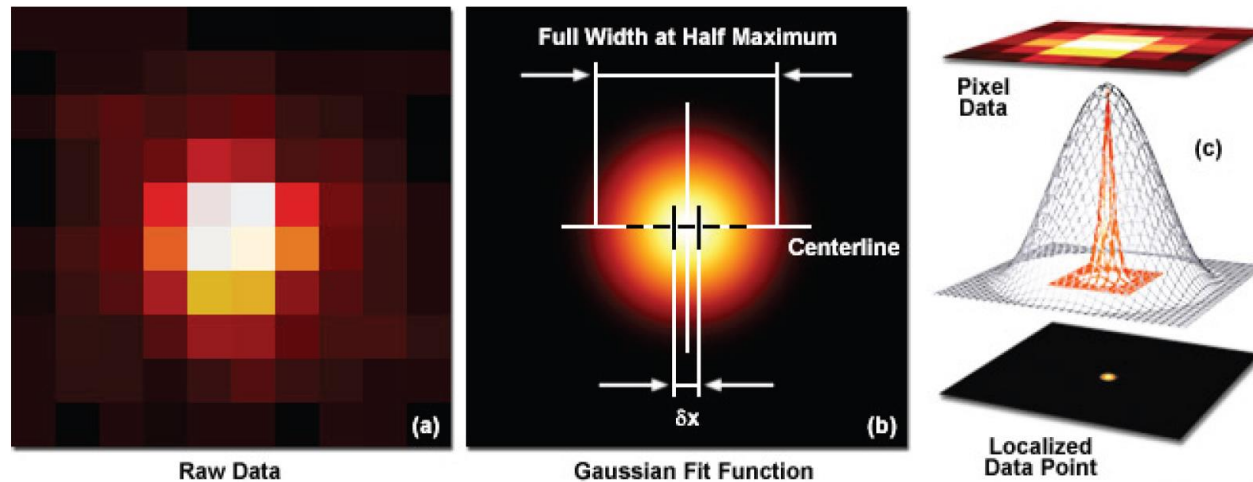 (a)
Raw Data
Full Width at Half Maximum
Centerline
δx
(b)
Gaussian Fit Function
Pixel
Data
(c)
Localized
Data Point